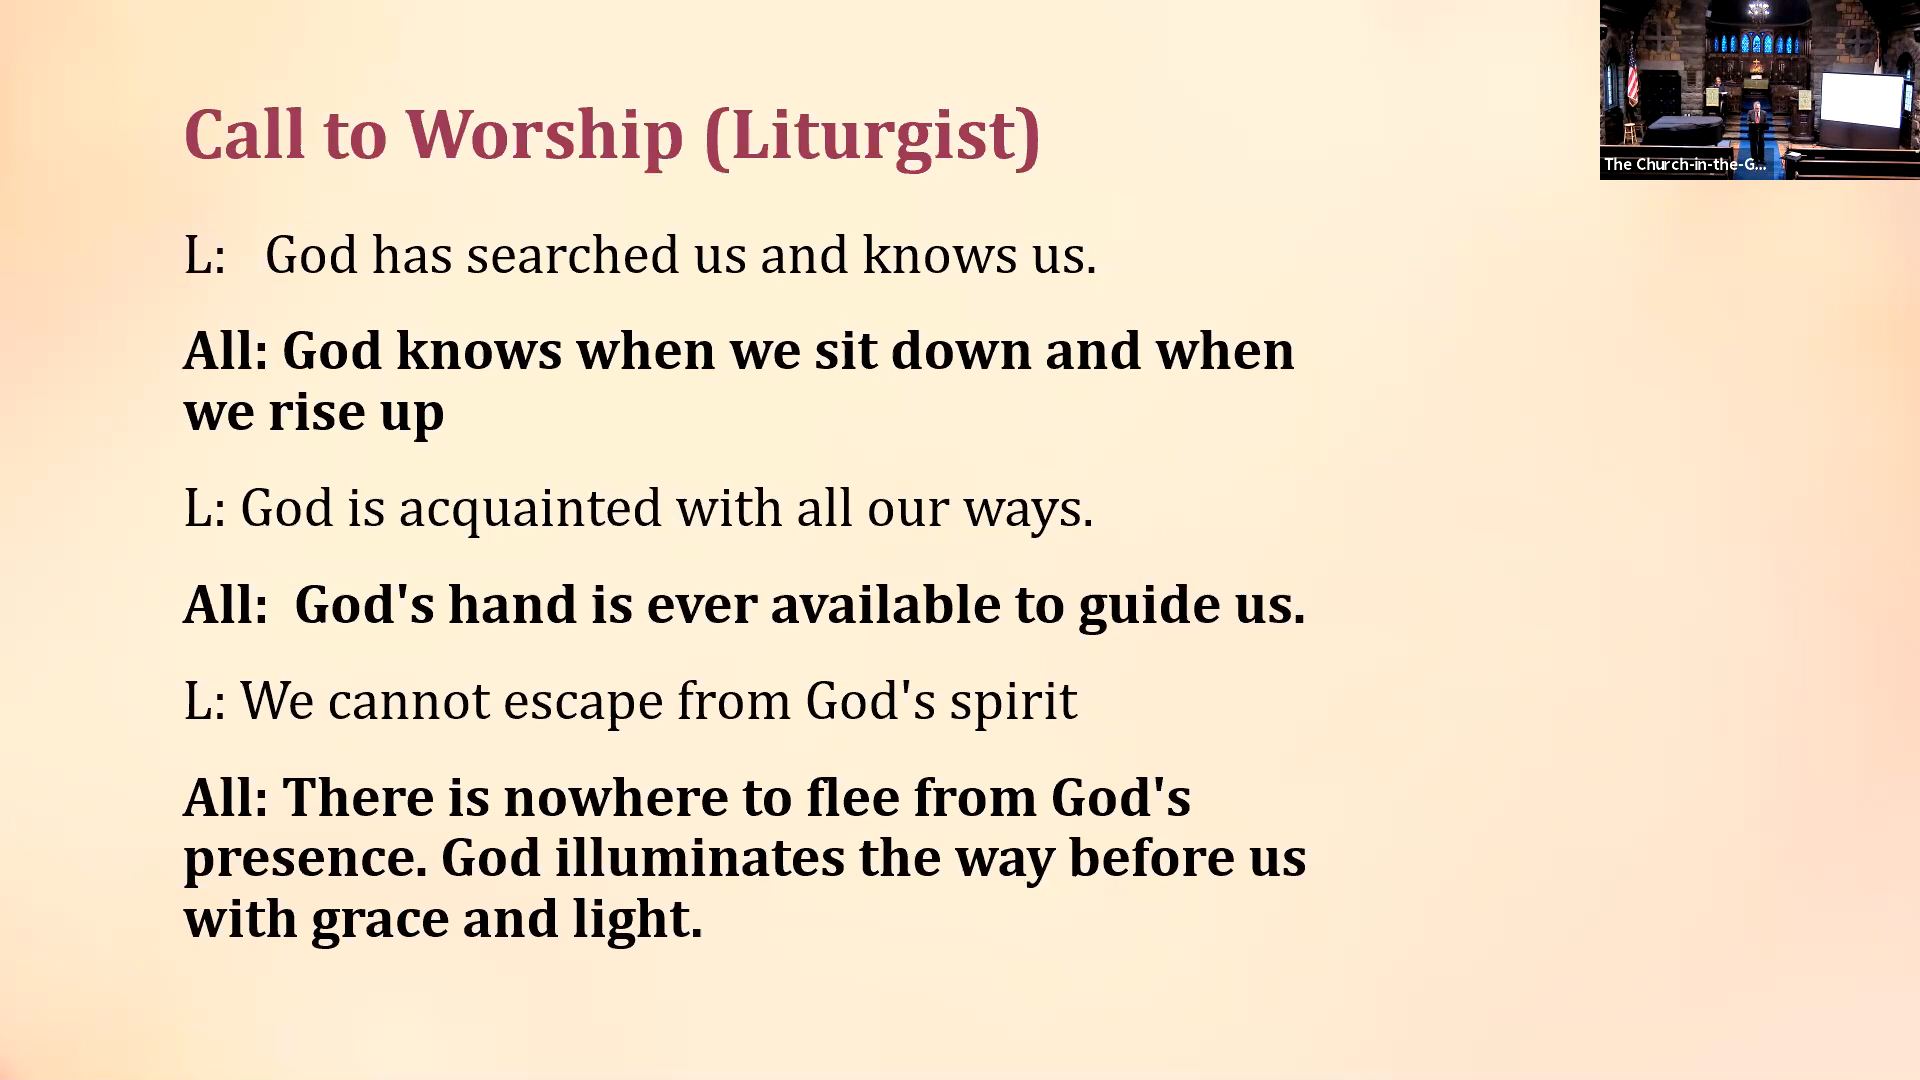 Call to Worship (Liturgist)
L: God has searched us and knows us.
All: God knows when we sit down and when
we rise up
L: God is acquainted with all our ways.
All: God's hand is ever available to guide us.
L: We cannot escape from God's spirit
All: There is nowhere to flee from God's
presence. God illuminates the way before us
with grace and light.
The Church-in-the-G...